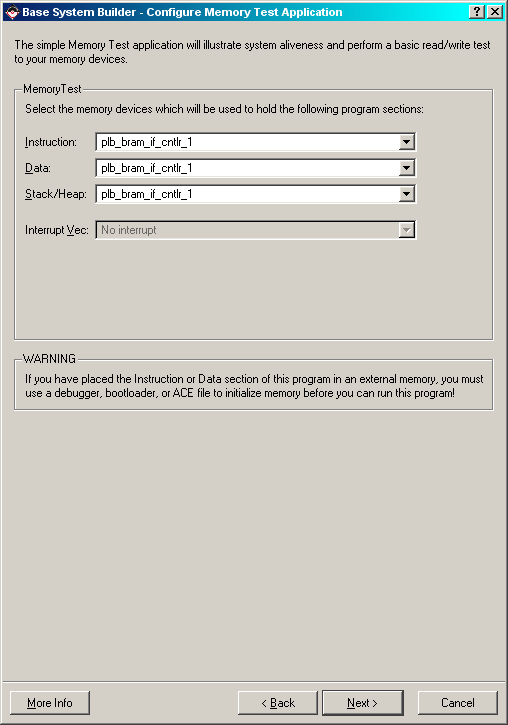 Base System Builder - Configure Memory Test Application
The simple Memory Test application will illustrate system aliveness and perform a basic read/write test
to your memory devices.
MemoryTest
Select the memory devices which will be used to hold the following program sections:
Instruction: plb_bram_if_cntlr_1
Data: plb_bram_if_cntlr_1
Stack/Heap: plb_bram_if_cntlr_1
Interrupt Vec: No interrupt
WARNING
If you have placed the Instruction or Data section of this program in an external memory, you must
use a debugger, bootloader, or ACE file to initialize memory before you can run this program!
More Info < Back Next > Cancel